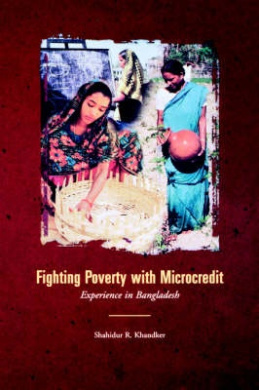 Fighting Poverty with Microcredit
Experience in Bangladesh
Shahidur R. Khandker